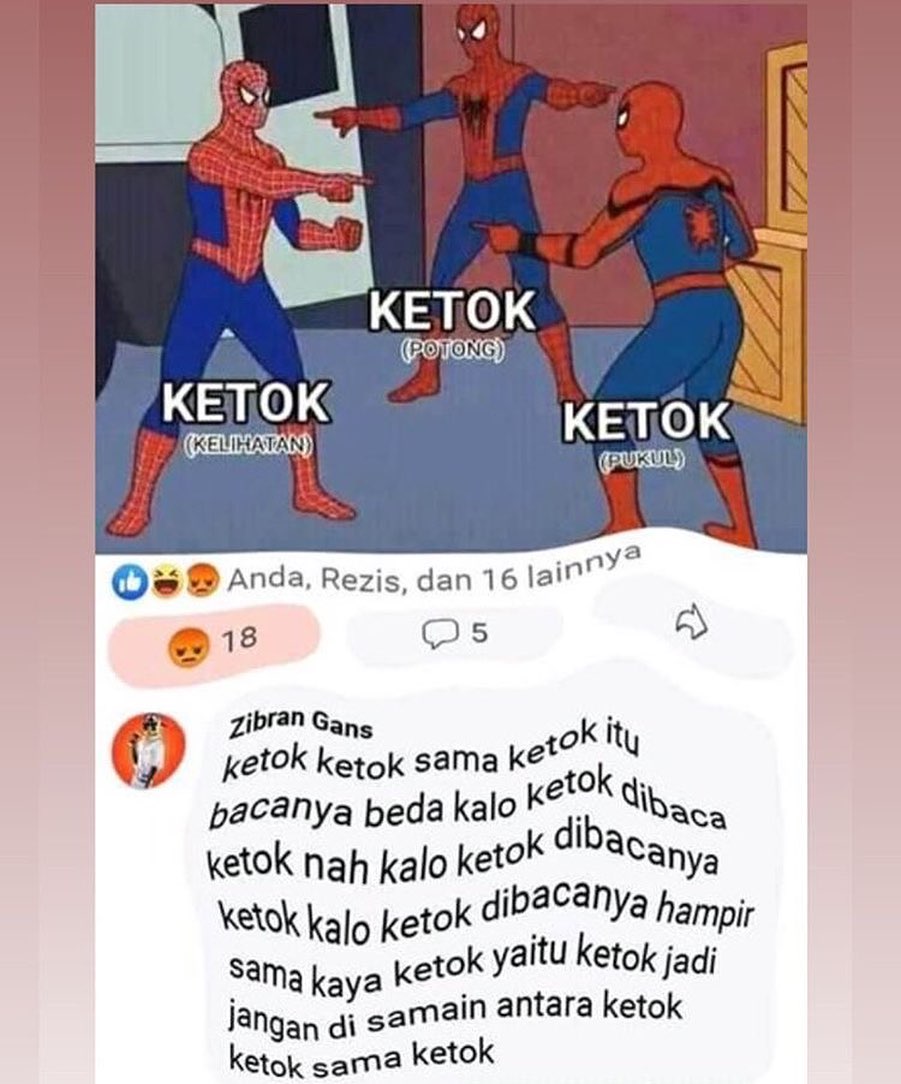 KETOK
(POTONG)
KETOK
(KELIHATAN)
KETOK
(PUKUL)
Anda, Rezis, dan 16 lainnya
18
5
Zibran Gans
ketok ketok sama ketok itu
bacanya beda kalo ketok dibaca
ketok nah kalo ketok dibacanya
ketok kalo ketok dibacanya hampir
sama kaya ketok yaitu ketok jadi
jangan di samain antara ketok
ketok sama ketok